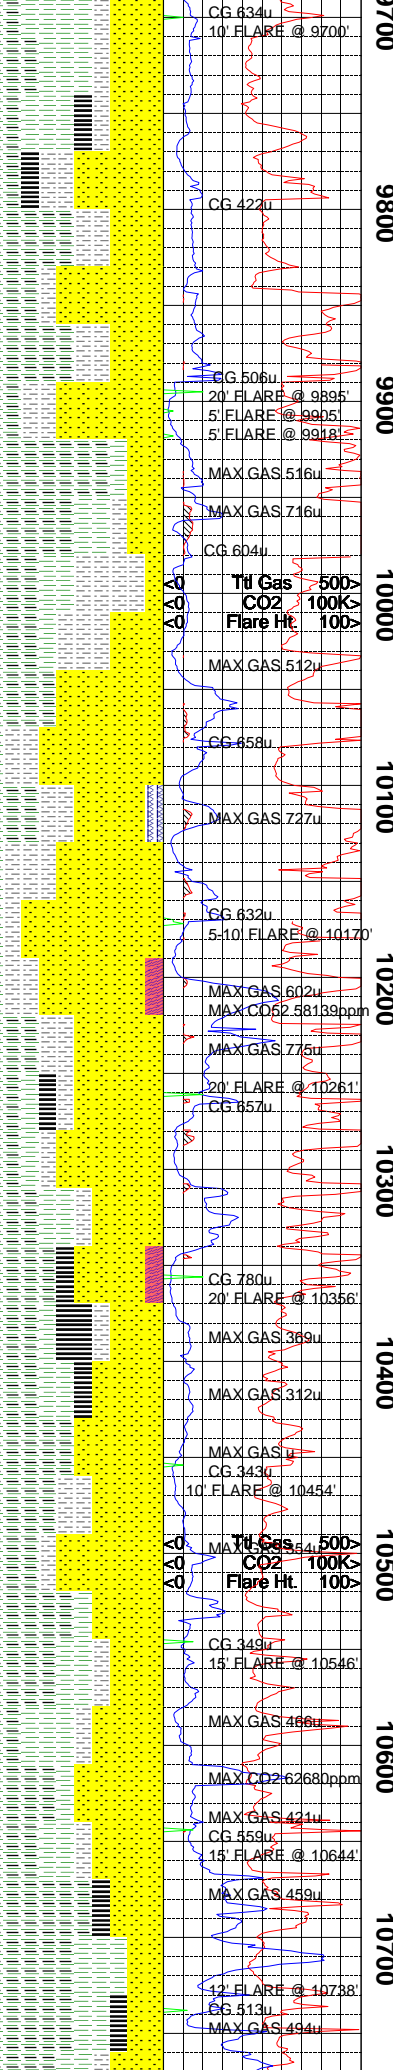 9700
CG 634u
10' FLARE @ 9700'
CG 422u
9800
CG 506u
20' FLARE @ 9895'
5' FLARE @ 9905'
5' FLARE @ 9918'
9900
MAX GAS 516u
MAX GAS 716u
CG 604u
<0 Ttl Gas 500>
<0 CO2 100K>
<0 Flare Ht. 100>
10000
MAX GAS 512u
CG 658u
10100
MAX GAS 727u
CG 632u
5-10' FLARE @ 10170'
MAX GAS 602u
MAX CO52 58139ppm
10200
MAX GAS 775u
20' FLARE @ 10261'
CG 657u
10300
CG 780u
20' FLARE @ 10356'
MAX GAS 369u
10400
MAX GAS 312u
MAX GAS u
CG 343u
10' FLARE @ 10454'
<0 Ttl Gas 500>
MAX GAS 354u
<0 CO2 100K>
<0 Flare Ht. 100>
10500
CG 349u
15' FLARE @ 10546'
MAX GAS 466u
10600
MAX CO2 62680ppm
MAX GAS 421u
CG 559u
15' FLARE @ 10644'
MAX GAS 459u
10700
12' FLARE @ 10738'
CG 513u
MAX GAS 494u